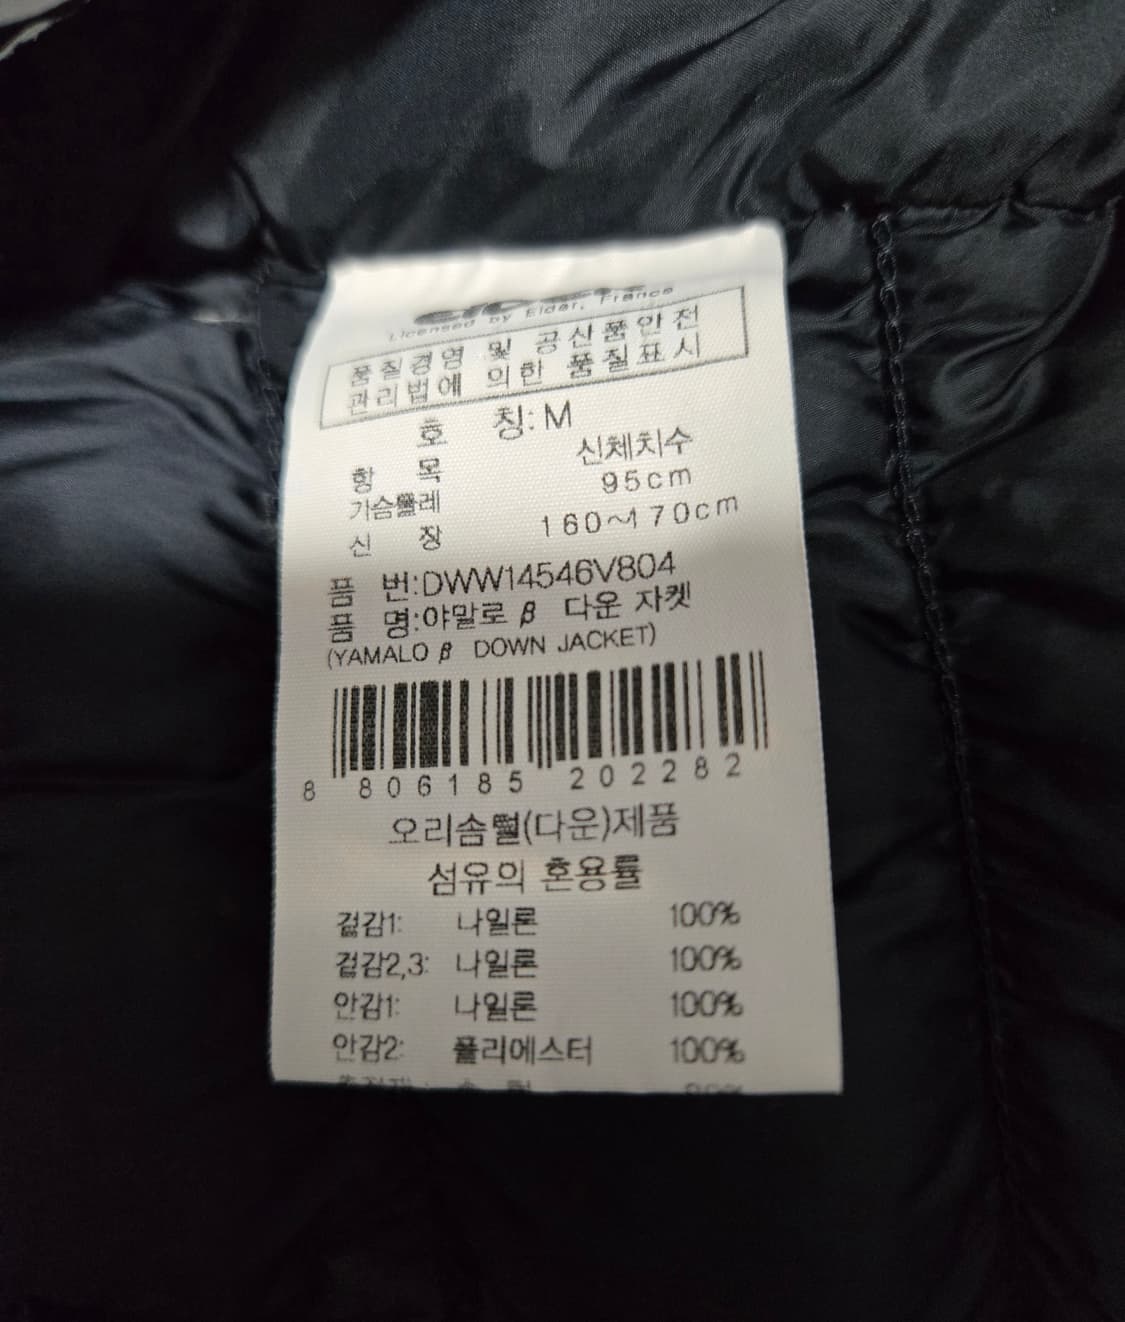 Licensed by Eider, France
품질경영 및 공산품안전
관리법에 의한 품질표시
호 칭: M
항 목 신체치수
가슴둘레 95cm
신 장 160~170cm
품 번:DWW14546V804
품 명:야말로 β 다운 자켓
(YAMALO β DOWN JACKET)
8 806185 202282
오리솜털(다운)제품
섬유의 혼용률
겉감1: 나일론 100%
겉감2,3: 나일론 100%
안감1: 나일론 100%
안감2: 폴리에스터 100%